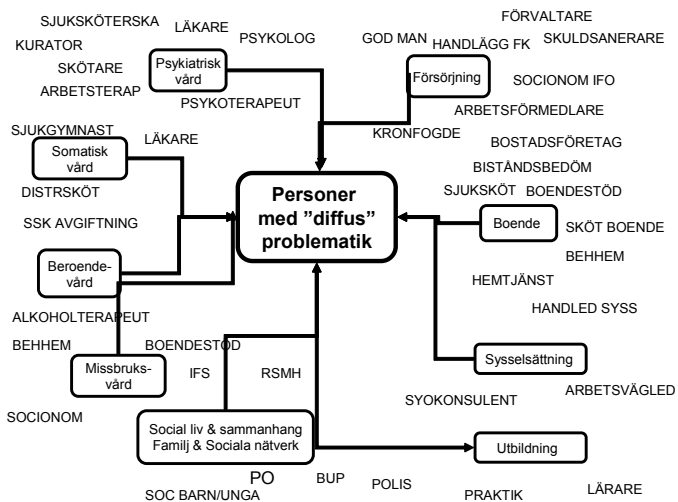 FÖRVALTARE
SJUKSKÖTERSKA
LÄKARE
PSYKOLOG
GOD MAN
HANDLÄGG FK
SKULDSANERARE
KURATOR
SKÖTARE
Psykiatrisk
vård
Försörjning
SOCIONOM IFO
ARBETSTERAP
PSYKOTERAPEUT
ARBETSFÖRMEDLARE
SJUKGYMNAST
LÄKARE
KRONFOGDE
BOSTADSFÖRETAG
Somatisk
vård
BISTÅNDSBEDÖM
DISTRSKÖT
Personer
med ”diffus”
problematik
SJUKSKÖT
BOENDESTÖD
SSK AVGIFTNING
Boende
SKÖT BOENDE
BEHHEM
Beroende-
vård
HEMTJÄNST
HANDLED SYSS
ALKOHOLTERAPEUT
BEHHEM
BOENDESTÖD
Missbruks-
vård
IFS
RSMH
Sysselsättning
ARBETSVÄGLED
SYOKONSULENT
SOCIONOM
Social liv & sammanhang
Familj & Sociala nätverk
Utbildning
PO
BUP
POLIS
SOC BARN/UNGA
PRAKTIK
LÄRARE